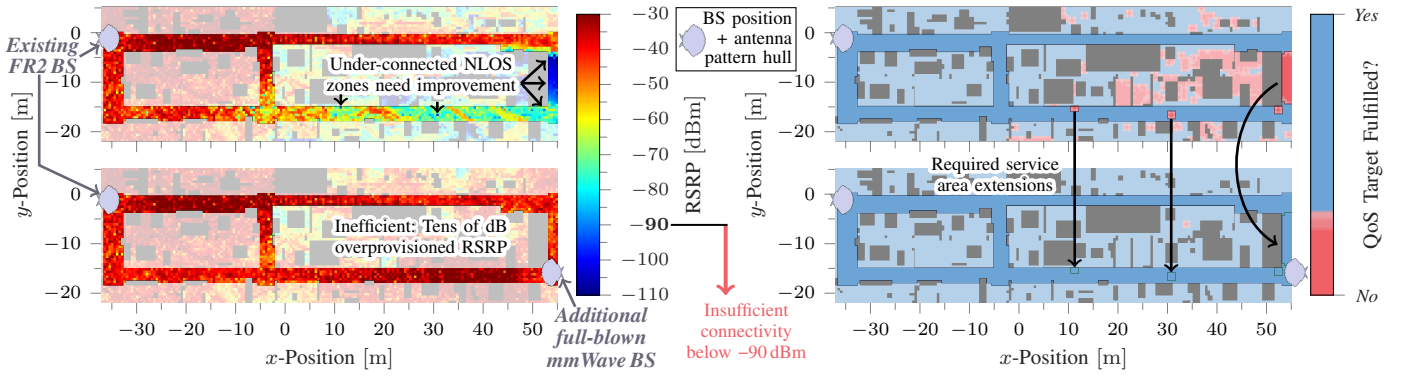 Existing
FR2 BS
y-Position [m]
0
−10
−20
Under-connected NLOS
zones need improvement
−30
−40
−50
−60
−70
−80
−90
−100
−110
RSRP [dBm]
BS position
+ antenna
pattern hull
y-Position [m]
0
−10
−20
Inefficient: Tens of dB
overprovisioned RSRP
−30
−20
−10
0
10
20
30
40
50
x-Position [m]
Additional
full-blown
mmWave BS
Insufficient
connectivity
below −90 dBm
y-Position [m]
0
−10
−20
Required service
area extensions
y-Position [m]
0
−10
−20
−30
−20
−10
0
10
20
30
40
50
x-Position [m]
Yes
QoS Target Fulfilled?
No